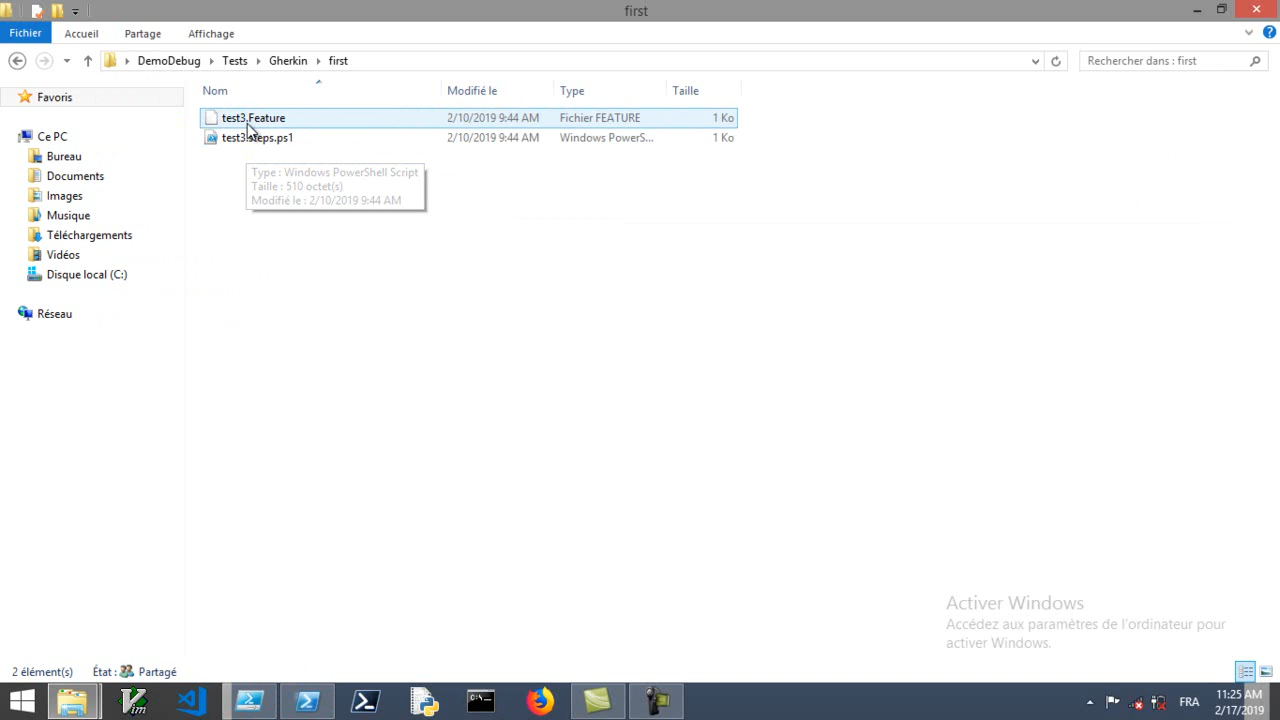 first
Fichier Accueil Partage Affichage
DemoDebug Tests Gherkin first Rechercher dans : first
Nom Modifié le Type Taille
Favoris
test3.Feature 2/10/2019 9:44 AM Fichier FEATURE 1 Ko
Ce PC
test3.steps.ps1 2/10/2019 9:44 AM Windows PowerS... 1 Ko
Bureau
Type : Windows PowerShell Script
Documents
Taille : 510 octet(s)
Images
Modifié le : 2/10/2019 9:44 AM
Musique
Téléchargements
Vidéos
Disque local (C:)
Réseau
Activer Windows
Accédez aux paramètres de l'ordinateur pour
activer Windows.
2 élément(s) État : Partagé
FRA 11:25 AM
2/17/2019